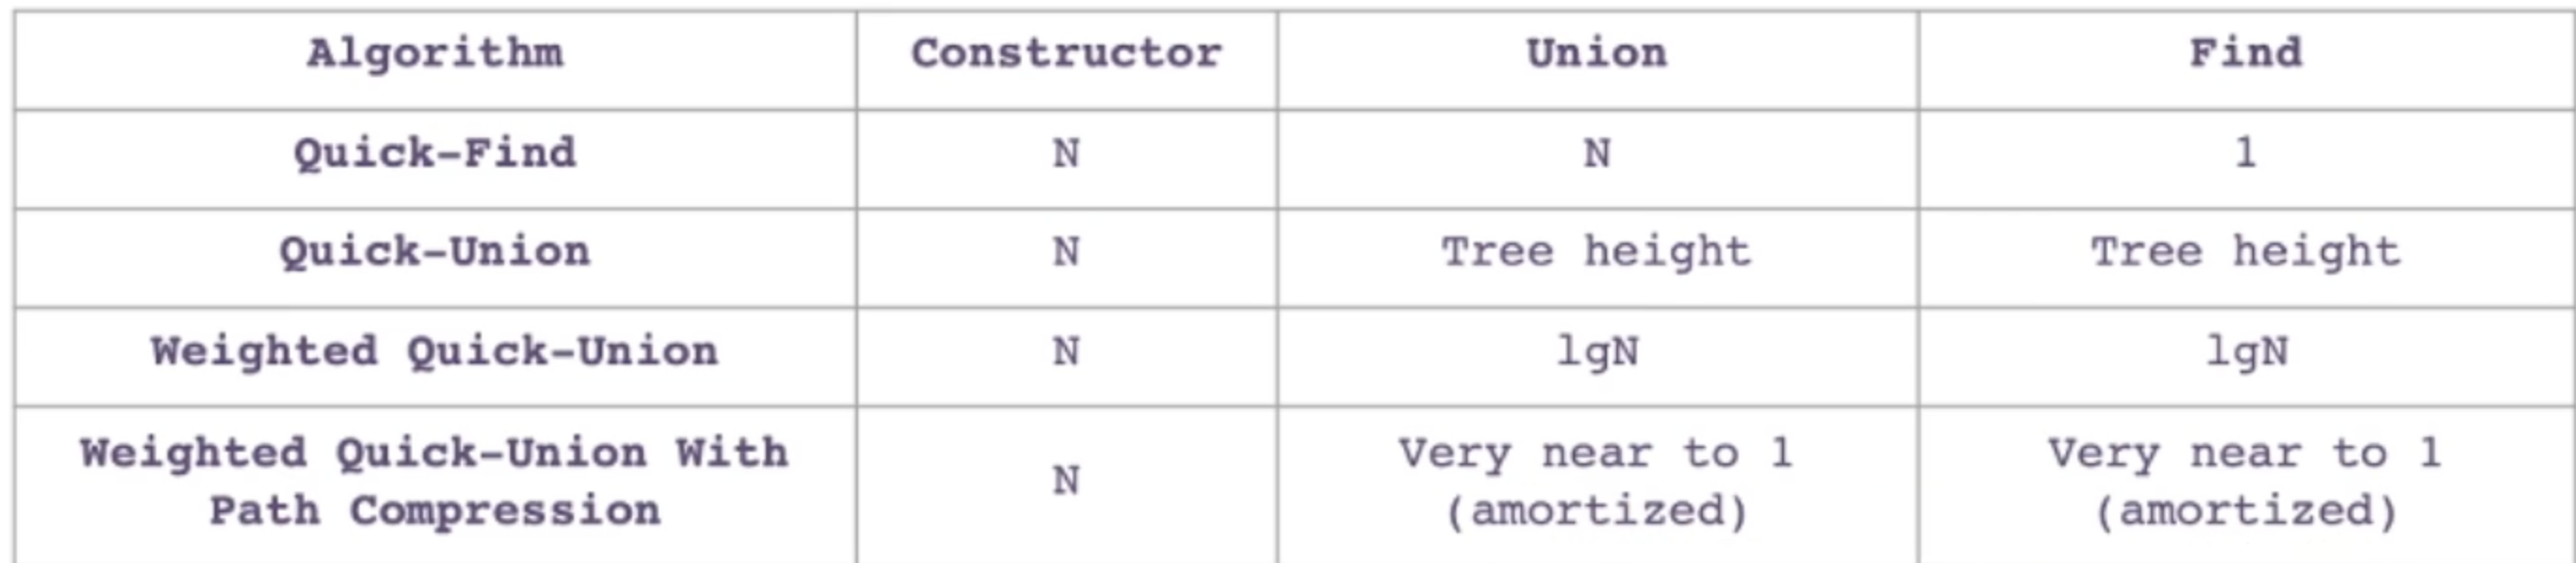 Algorithm Constructor Union Find
Quick-Find N N 1
Quick-Union N Tree height Tree height
Weighted Quick-Union N lgN lgN
Weighted Quick-Union With Very near to 1 Very near to 1
Path Compression N (amortized) (amortized)